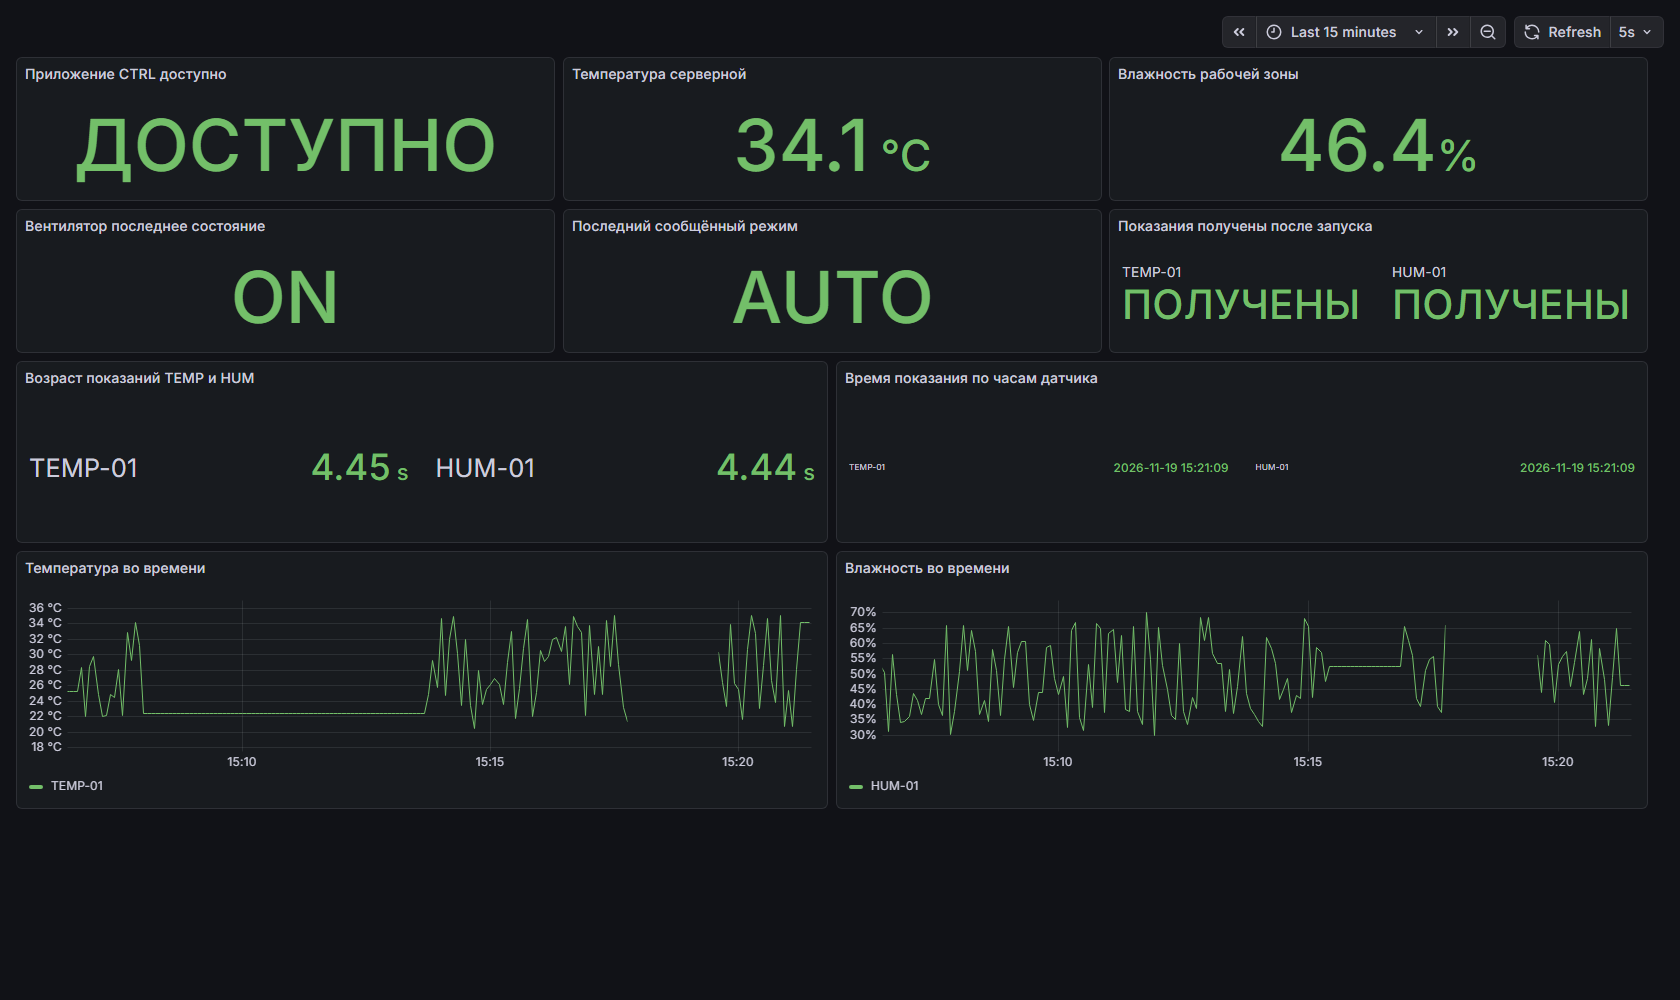 Last 15 minutes
Refresh
5s
Приложение CTRL доступно
ДОСТУПНО
Температура серверной
34.1 °C
Влажность рабочей зоны
46.4%
Вентилятор последнее состояние
ON
Последний сообщённый режим
AUTO
Показания получены после запуска
TEMP-01
ПОЛУЧЕНЫ
HUM-01
ПОЛУЧЕНЫ
Возраст показаний TEMP и HUM
TEMP-01 4.45 s
HUM-01 4.44 s
Время показания по часам датчика
TEMP-01 2026-11-19 15:21:09
HUM-01 2026-11-19 15:21:09
Температура во времени
36 °C
34 °C
32 °C
30 °C
28 °C
26 °C
24 °C
22 °C
20 °C
18 °C
15:10 15:15 15:20
TEMP-01
Влажность во времени
70%
65%
60%
55%
50%
45%
40%
35%
30%
15:10 15:15 15:20
HUM-01